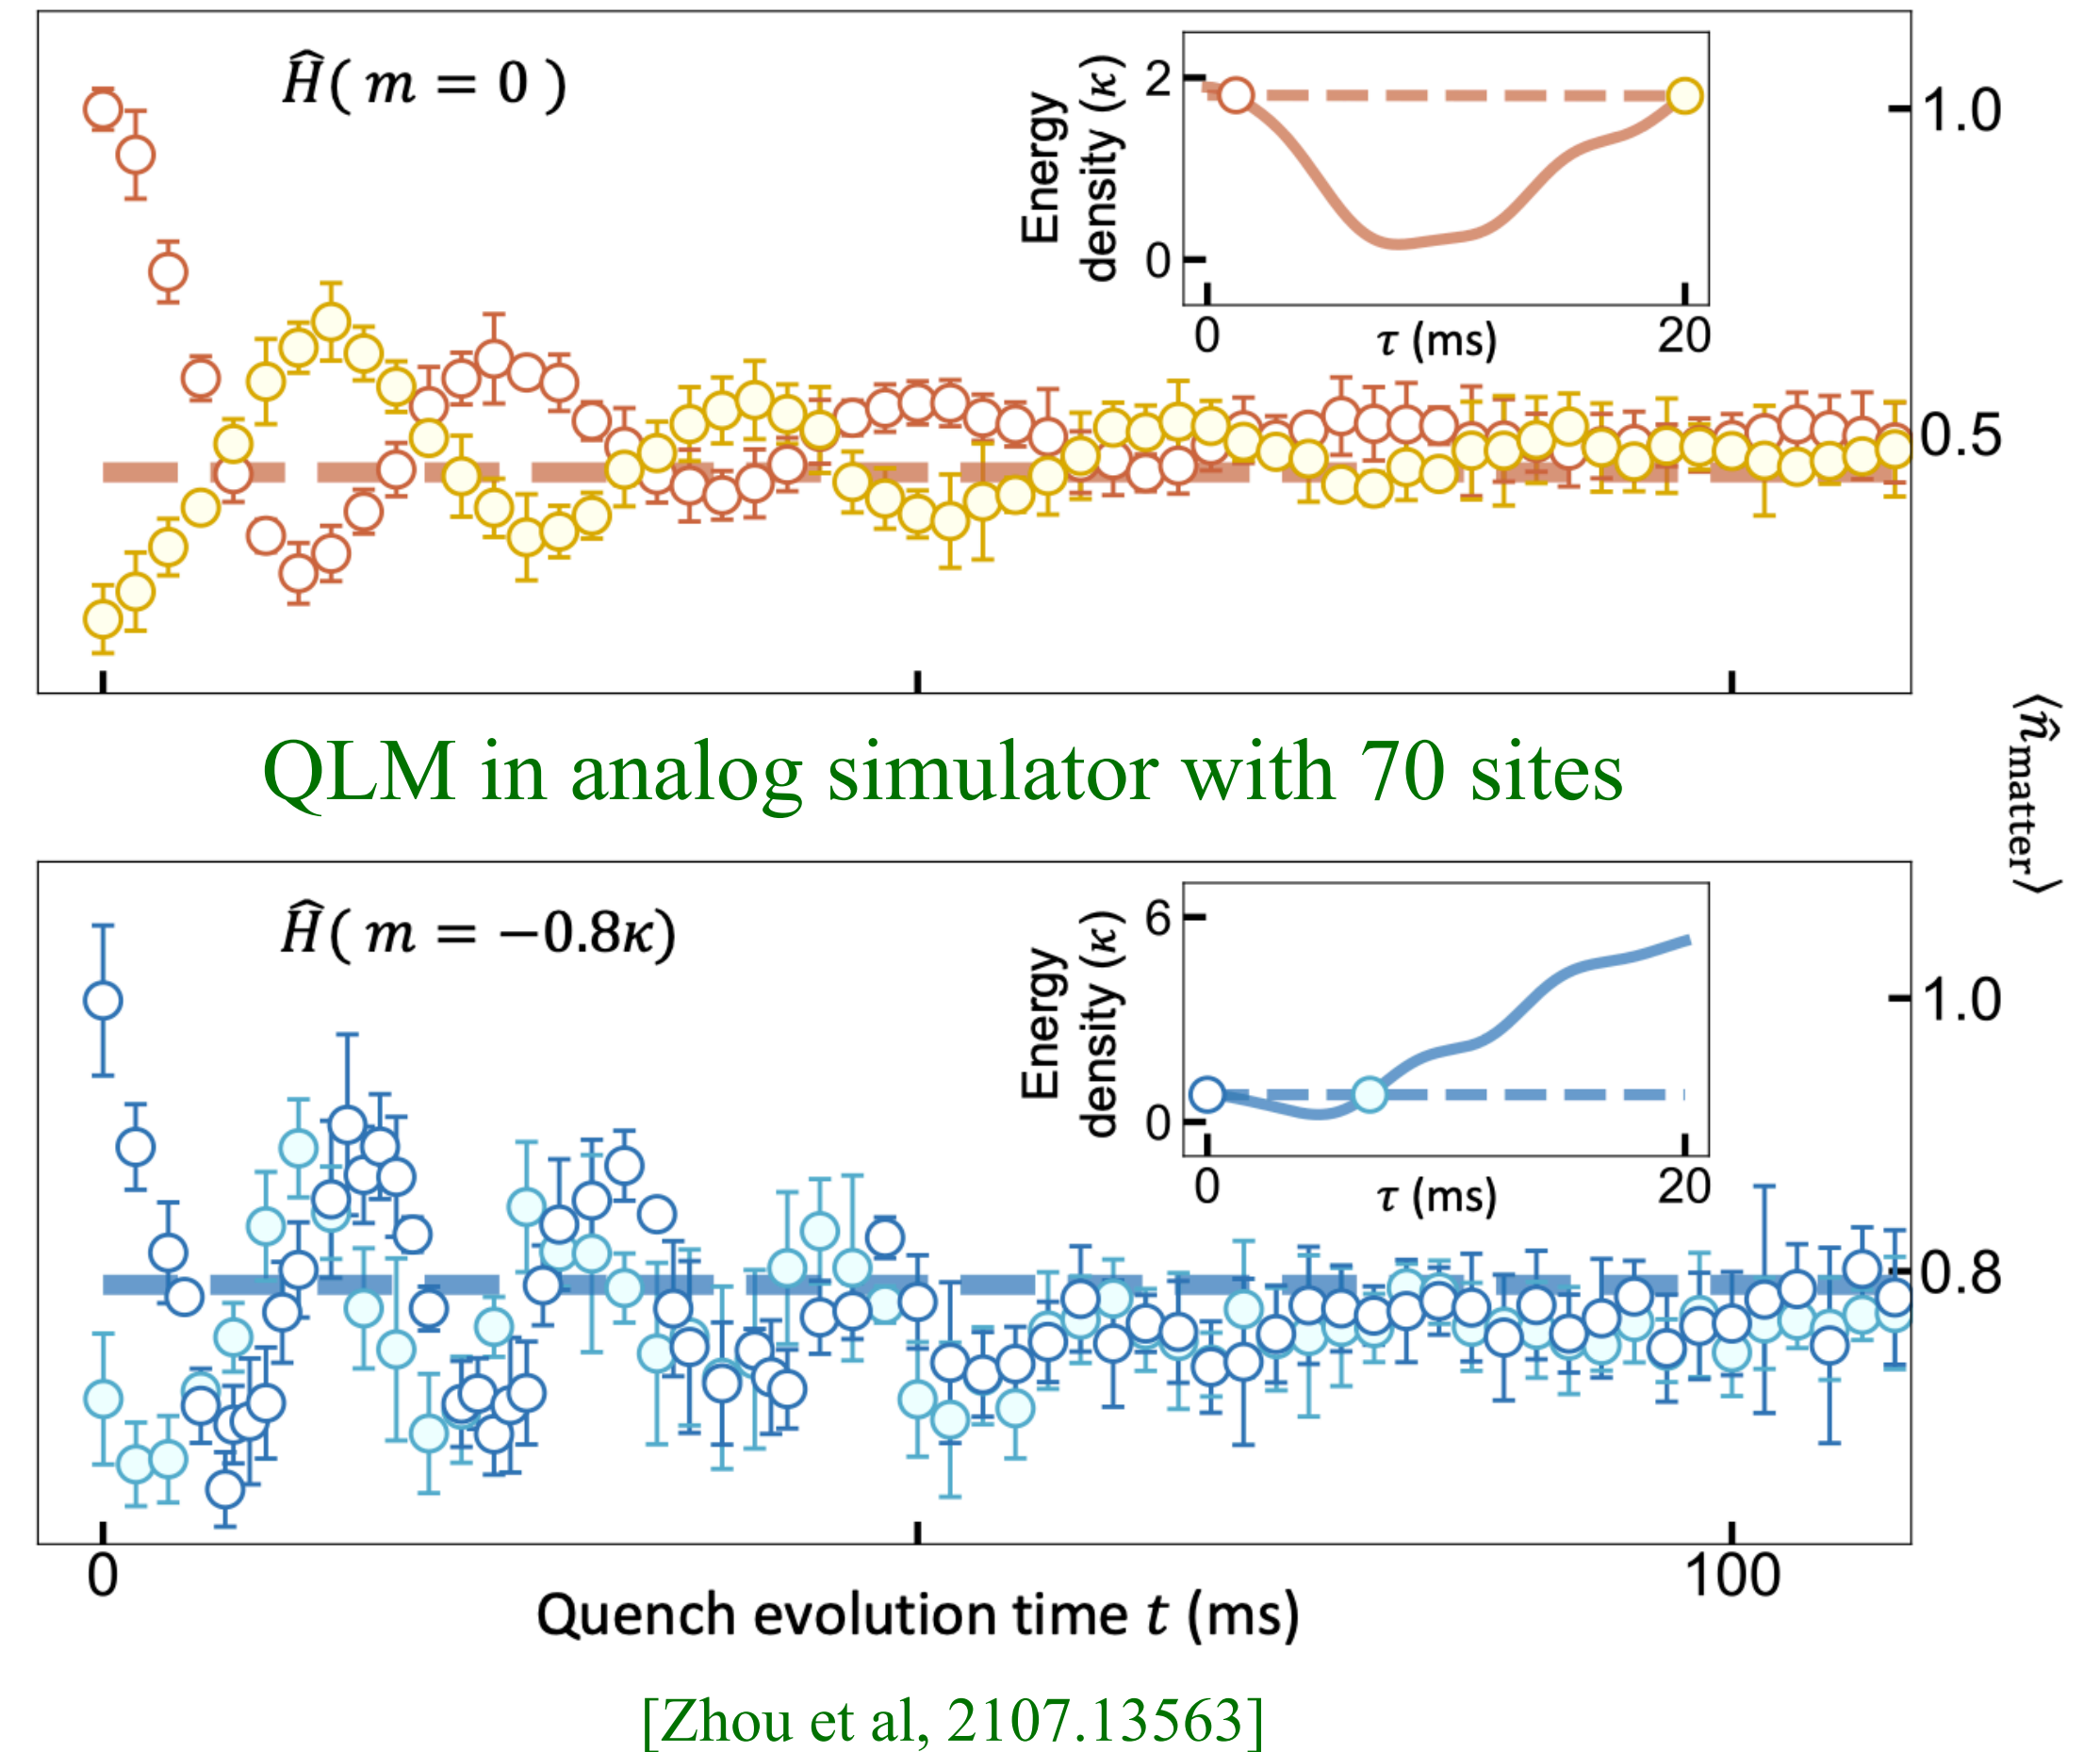 Ĥ( m = 0 )
Energy density (κ)
2
0
0
20
τ (ms)
1.0
0.5
QLM in analog simulator with 70 sites
⟨n̂matter⟩
Ĥ( m = −0.8κ)
Energy density (κ)
6
0
0
20
τ (ms)
1.0
0.8
0
100
Quench evolution time t (ms)
[Zhou et al, 2107.13563]